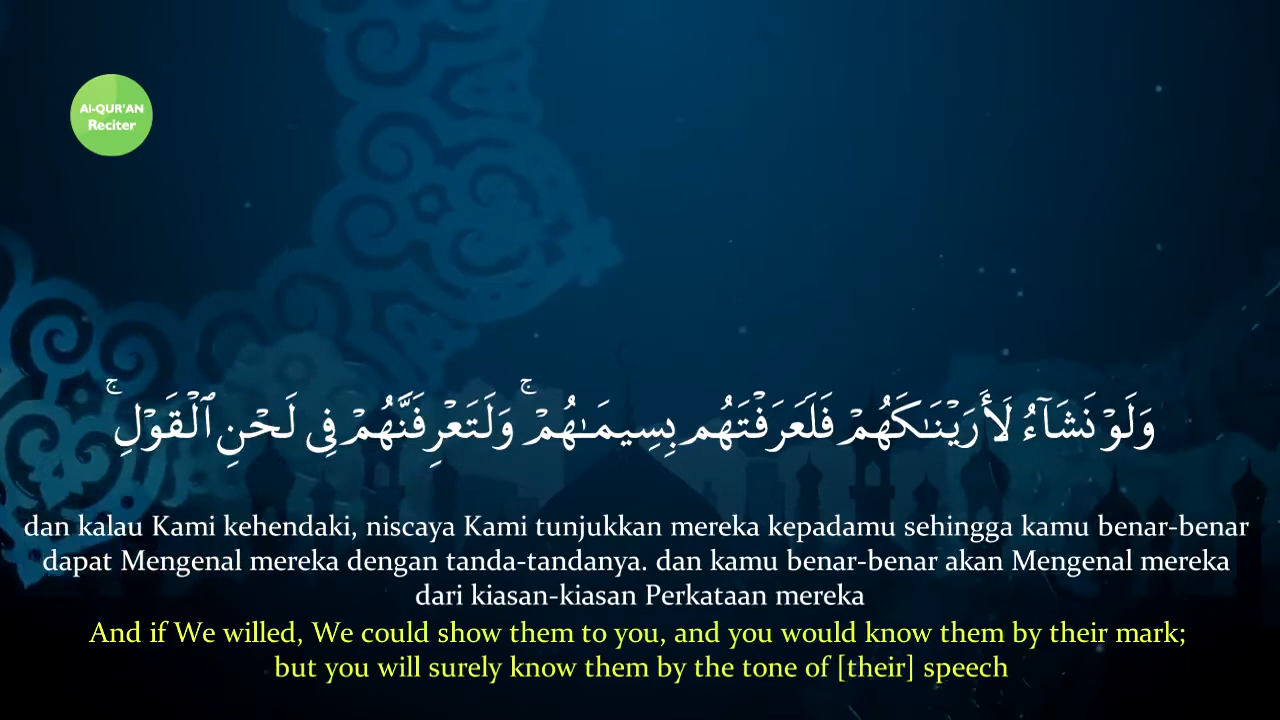 Al-QUR'AN
Reciter
وَلَوْ نَشَآءُ لَأَرَيْنَـٰكَهُمْ فَلَعَرَفْتَهُم بِسِيمَـٰهُمْ ۚ وَلَتَعْرِفَنَّهُمْ فِى لَحْنِ ٱلْقَوْلِ ۚ
dan kalau Kami kehendaki, niscaya Kami tunjukkan mereka kepadamu sehingga kamu benar-benar
dapat Mengenal mereka dengan tanda-tandanya. dan kamu benar-benar akan Mengenal mereka
dari kiasan-kiasan Perkataan mereka
And if We willed, We could show them to you, and you would know them by their mark;
but you will surely know them by the tone of [their] speech